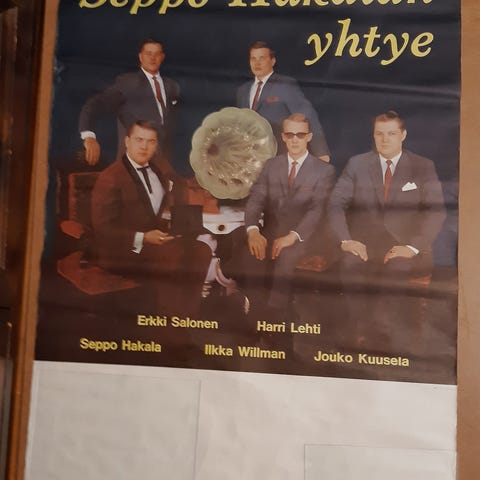 Seppo Hakalan
yhtye
Erkki Salonen Harri Lehti
Seppo Hakala Ilkka Willman Jouko Kuusela